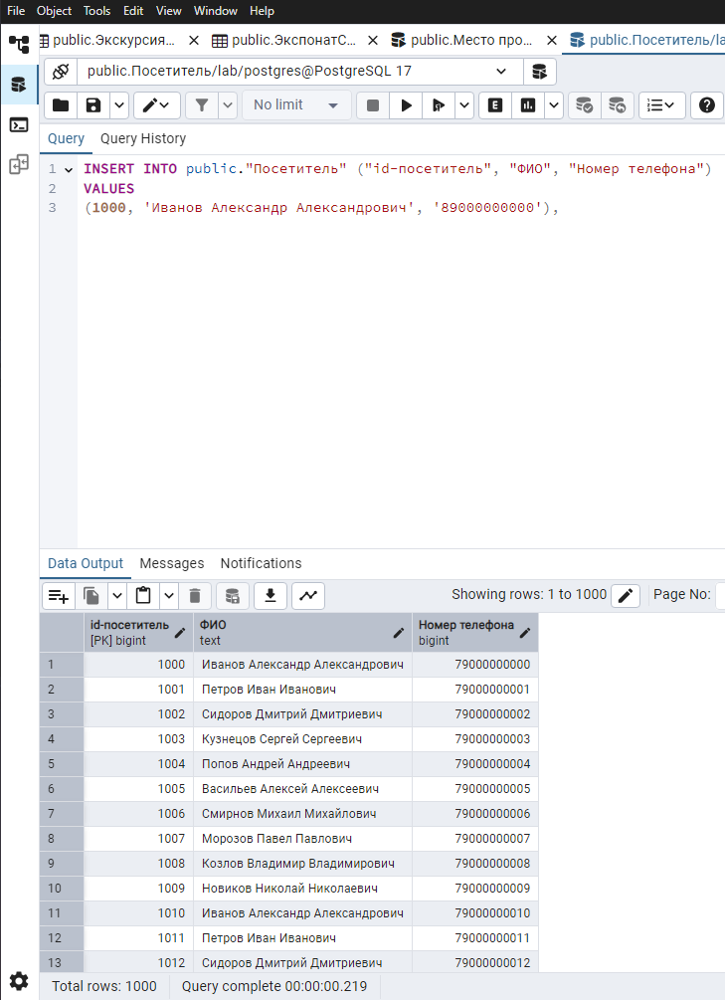 File Object Tools Edit View Window Help
public.Экскурсия... public.ЭкспонатС... public.Место про... public.Посетитель/la
public.Посетитель/lab/postgres@PostgreSQL 17
No limit
Query Query History
1 INSERT INTO public."Посетитель" ("id-посетитель", "ФИО", "Номер телефона")
2 VALUES
3 (1000, 'Иванов Александр Александрович', '89000000000'),
Data Output Messages Notifications
Showing rows: 1 to 1000 Page No:
id-посетитель ФИО Номер телефона
[PK] bigint text bigint
1 1000 Иванов Александр Александрович 79000000000
2 1001 Петров Иван Иванович 79000000001
3 1002 Сидоров Дмитрий Дмитриевич 79000000002
4 1003 Кузнецов Сергей Сергеевич 79000000003
5 1004 Попов Андрей Андреевич 79000000004
6 1005 Васильев Алексей Алексеевич 79000000005
7 1006 Смирнов Михаил Михайлович 79000000006
8 1007 Морозов Павел Павлович 79000000007
9 1008 Козлов Владимир Владимирович 79000000008
10 1009 Новиков Николай Николаевич 79000000009
11 1010 Иванов Александр Александрович 79000000010
12 1011 Петров Иван Иванович 79000000011
13 1012 Сидоров Дмитрий Дмитриевич 79000000012
Total rows: 1000 Query complete 00:00:00.219